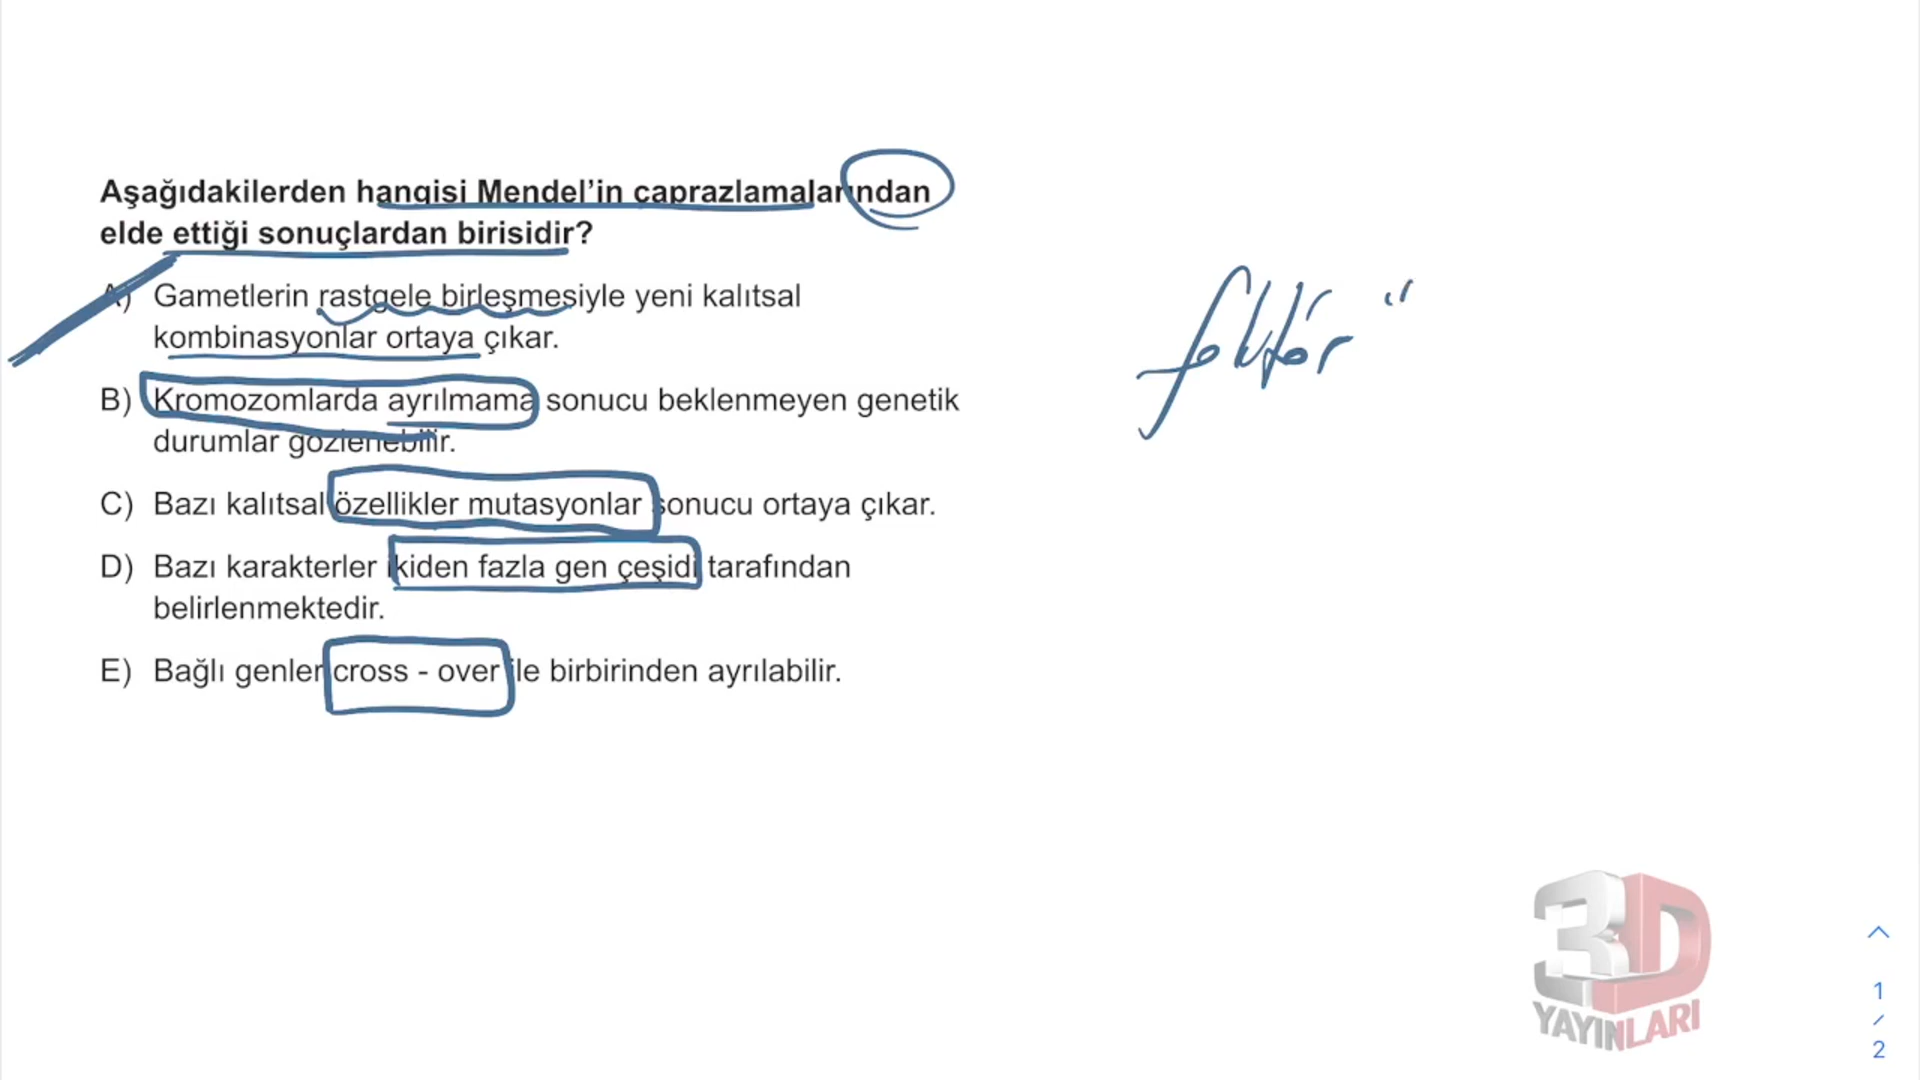 Aşağıdakilerden hangisi Mendel’in çaprazlamalarından
elde ettiği sonuçlardan birisidir?
A) Gametlerin rastgele birleşmesiyle yeni kalıtsal
kombinasyonlar ortaya çıkar.
B) Kromozomlarda ayrılmama sonucu beklenmeyen genetik
durumlar gözlenebilir.
C) Bazı kalıtsal özellikler mutasyonlar sonucu ortaya çıkar.
D) Bazı karakterler ikiden fazla gen çeşidi tarafından
belirlenmektedir.
E) Bağlı genler cross - over ile birbirinden ayrılabilir.
faktör "
3D
YAYINLARI
1
/
2